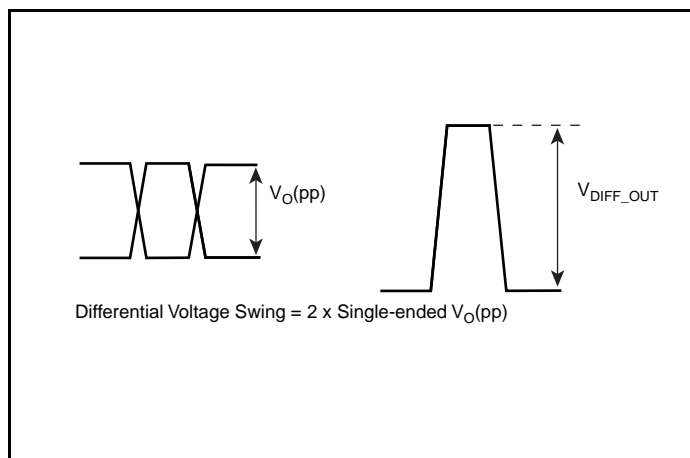 V_O(pp)
V_DIFF_OUT
Differential Voltage Swing = 2 x Single-ended V_O(pp)